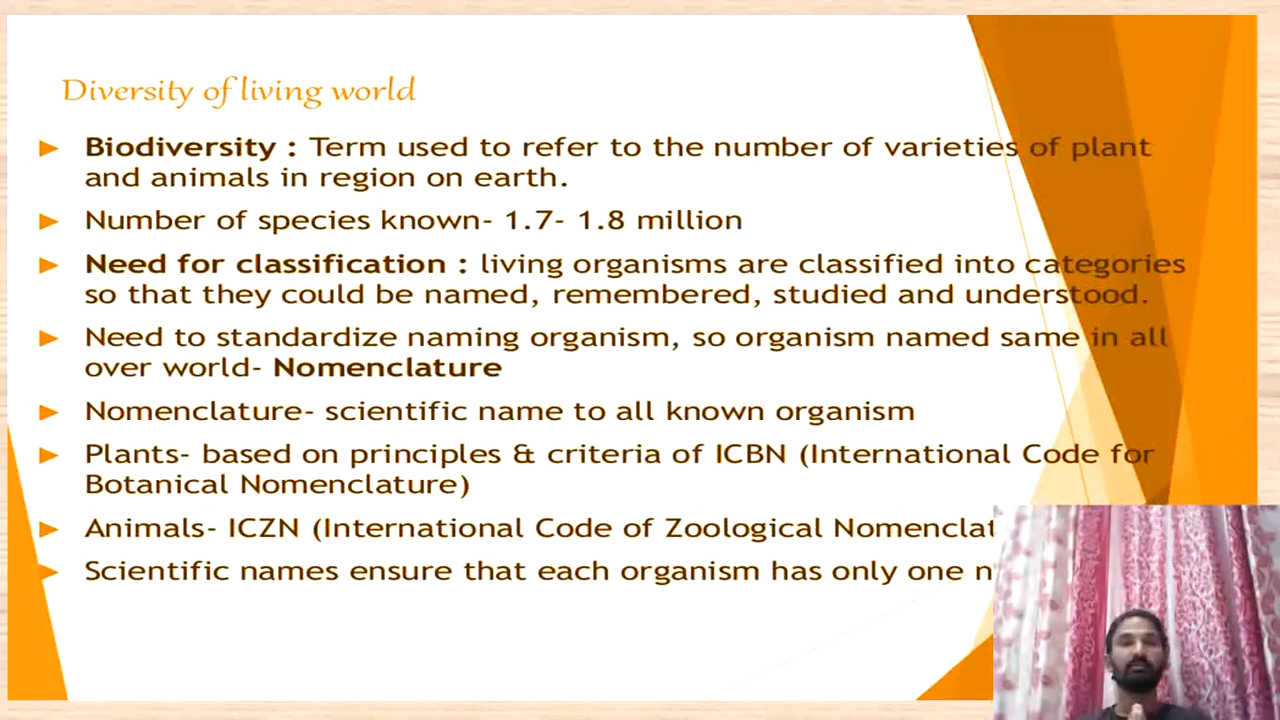 Diversity of living world
Biodiversity : Term used to refer to the number of varieties of plant
and animals in region on earth.
Number of species known- 1.7- 1.8 million
Need for classification : living organisms are classified into categories
so that they could be named, remembered, studied and understood.
Need to standardize naming organism, so organism named same in all
over world- Nomenclature
Nomenclature- scientific name to all known organism
Plants- based on principles & criteria of ICBN (International Code for
Botanical Nomenclature)
Animals- ICZN (International Code of Zoological
Scientific names ensure that each organism has only one